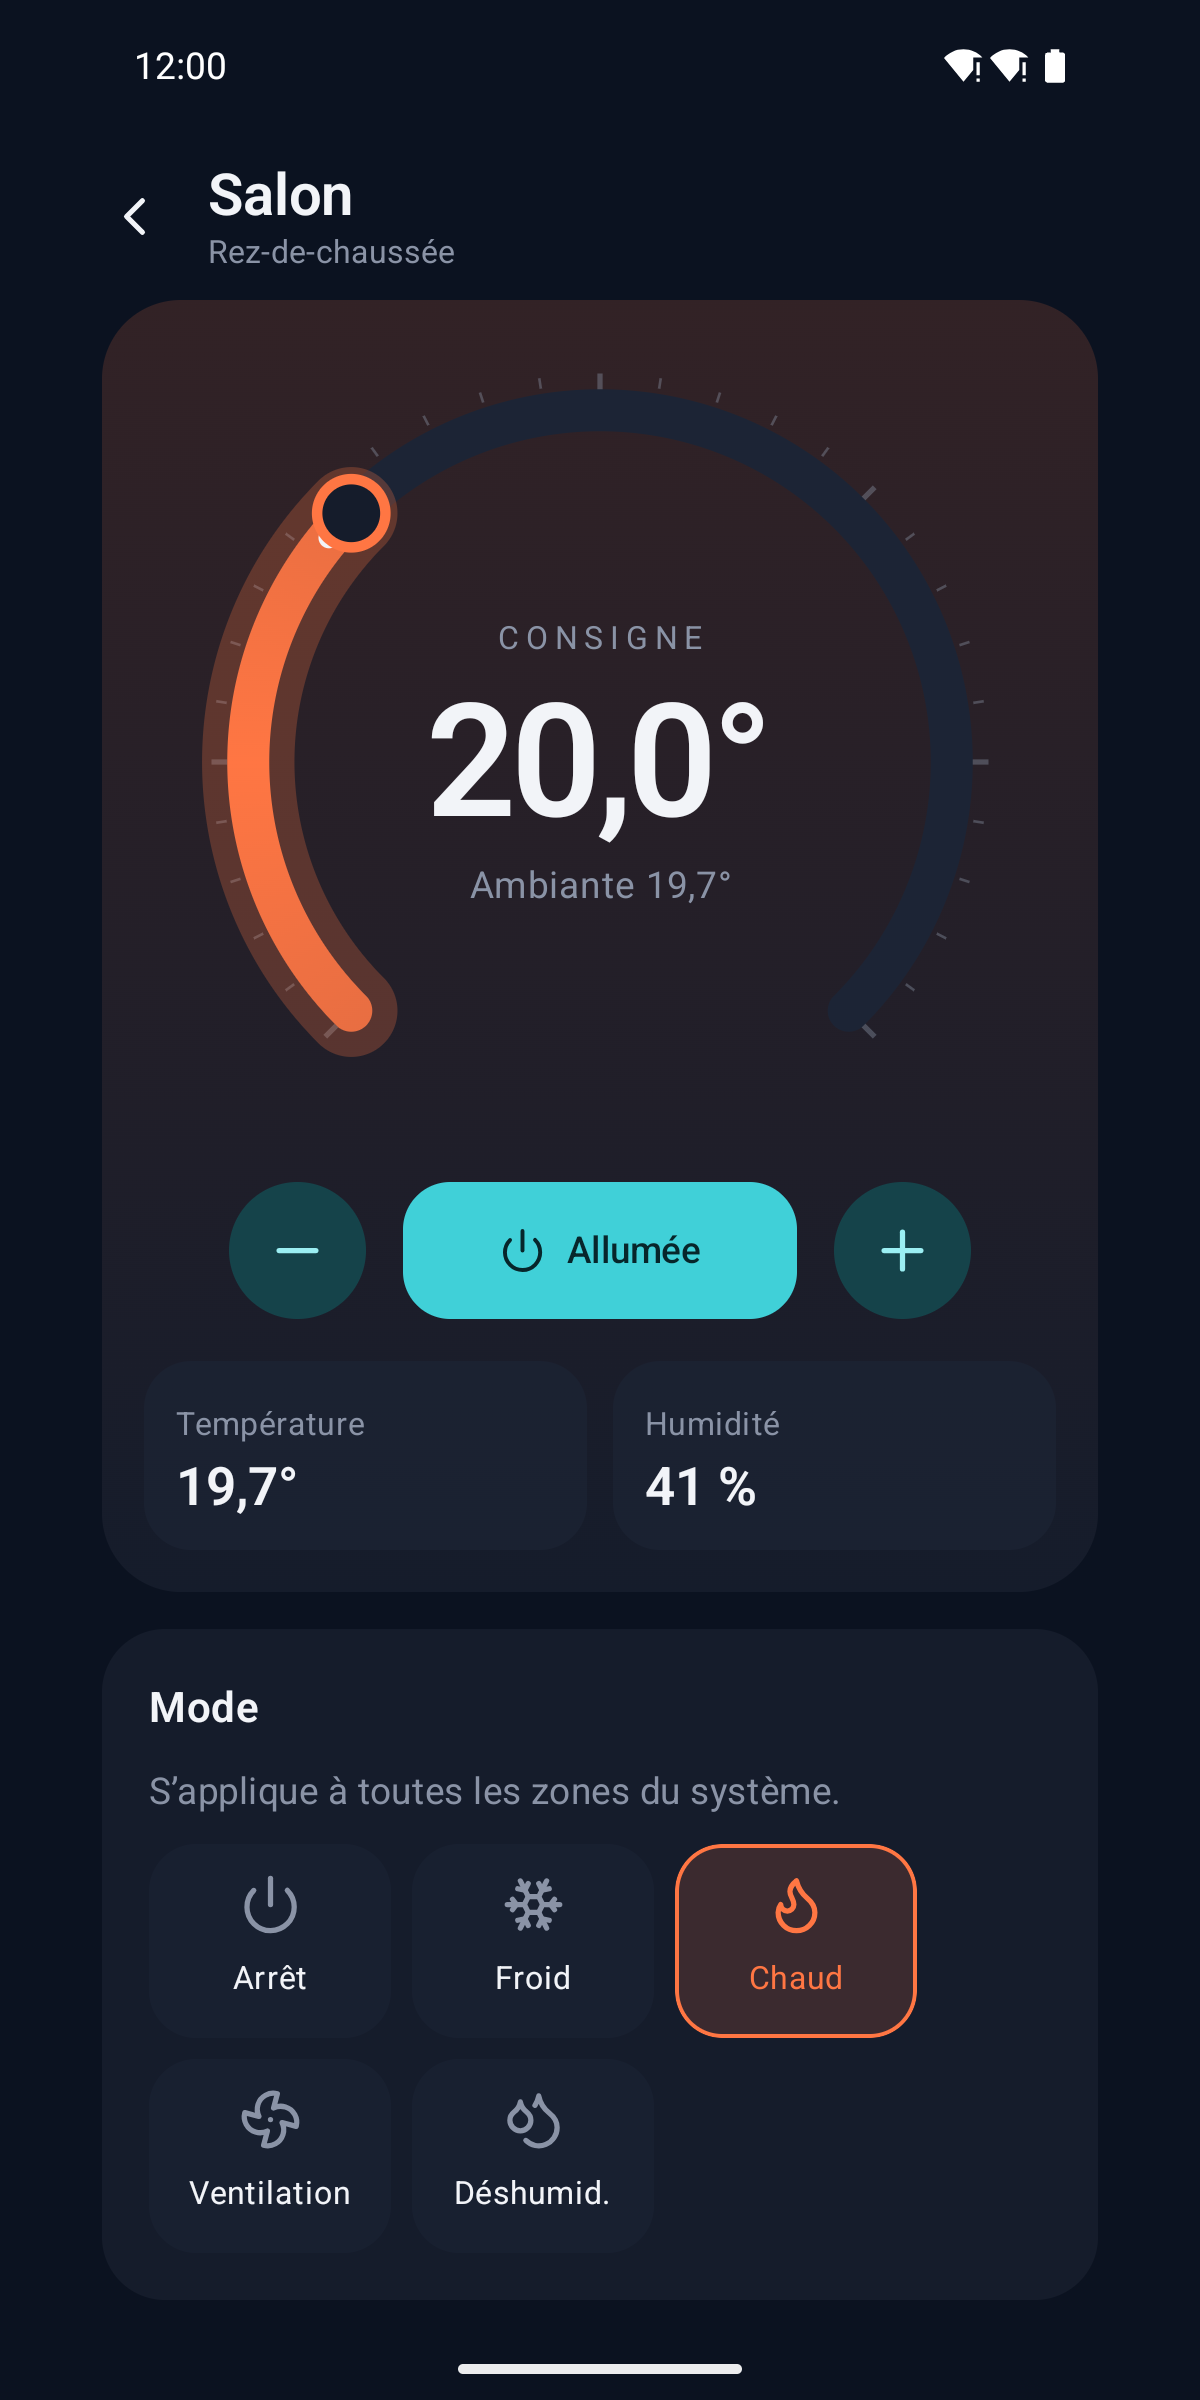 12:00
Salon
Rez-de-chaussée
CONSIGNE
20,0°
Ambiante 19,7°
Allumée
Température
19,7°
Humidité
41 %
Mode
S’applique à toutes les zones du système.
Arrêt
Froid
Chaud
Ventilation
Déshumid.